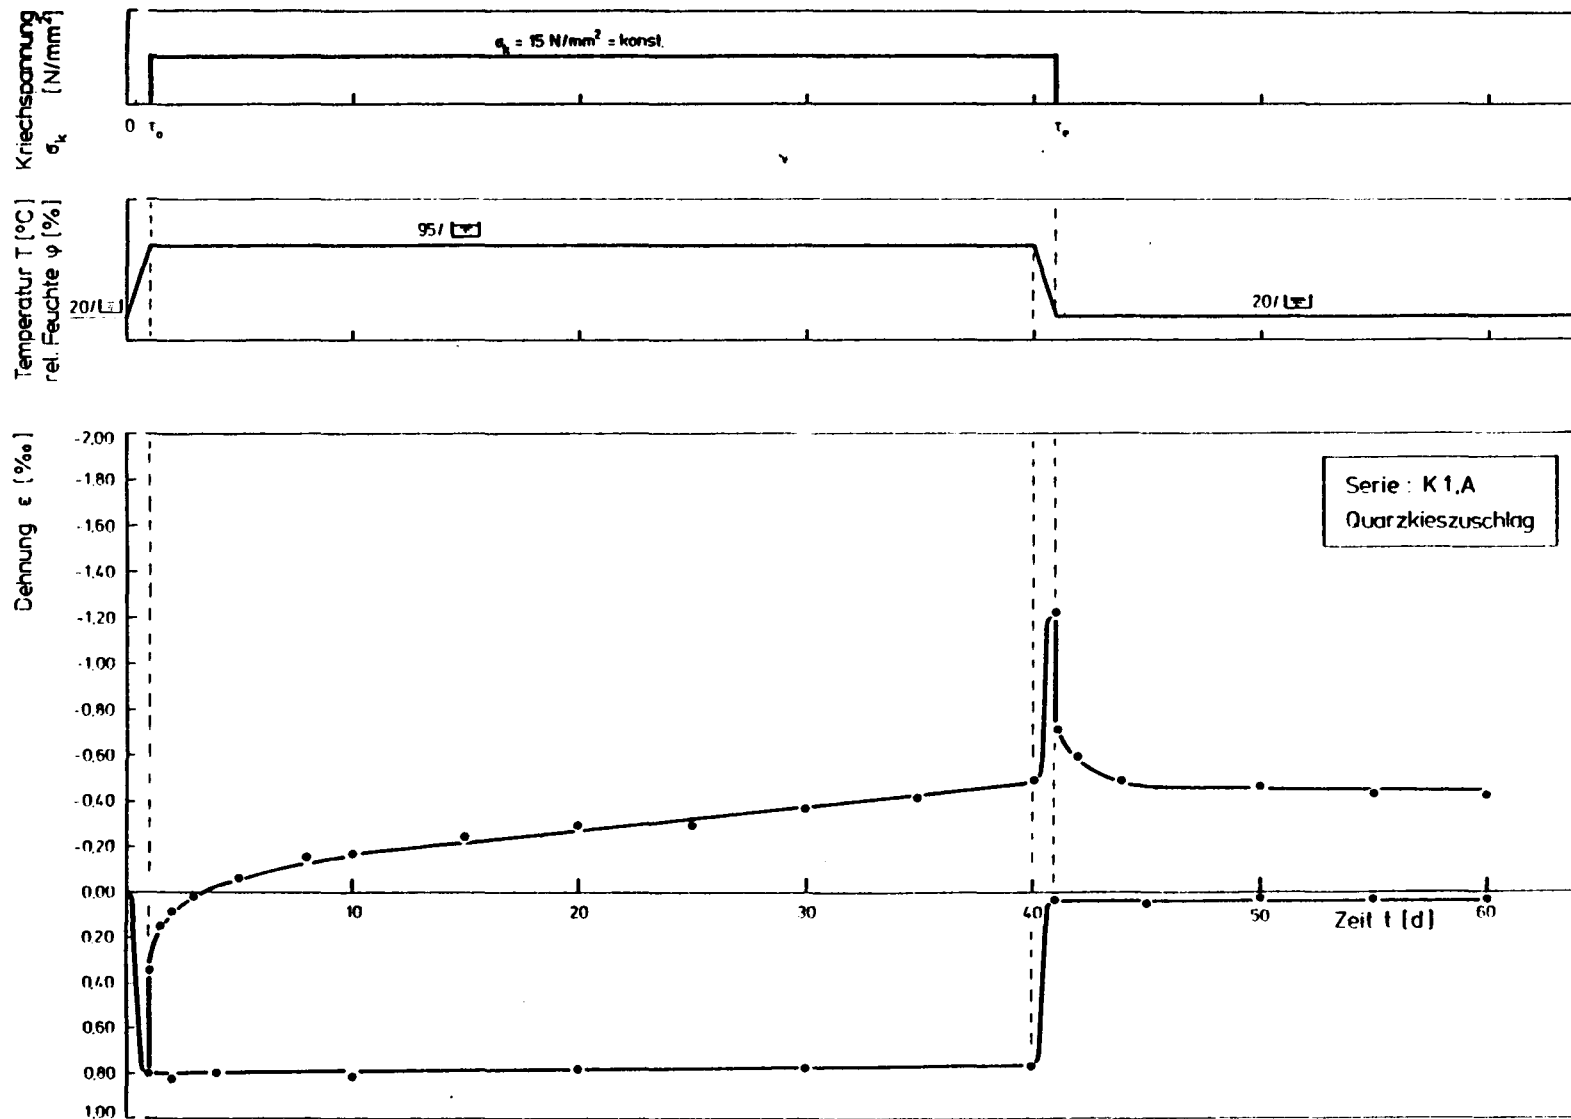 Kriechspannung
σk [N/mm²]
σk = 15 N/mm² = konst.
0 τo τe
Temperatur T [°C]
rel. Feuchte φ [%]
20/
95/
20/
Dehnung ε [‰]
-2,00
-1,80
-1,60
-1,40
-1,20
-1,00
-0,80
-0,60
-0,40
-0,20
0,00
0,20
0,40
0,60
0,80
1,00
Serie : K 1,A
Quarzkieszuschlag
10 20 30 40 50 60
Zeit t [d]